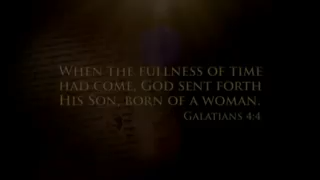 When the fullness of time
had come, God sent forth
His Son, born of a woman.
Galatians 4:4